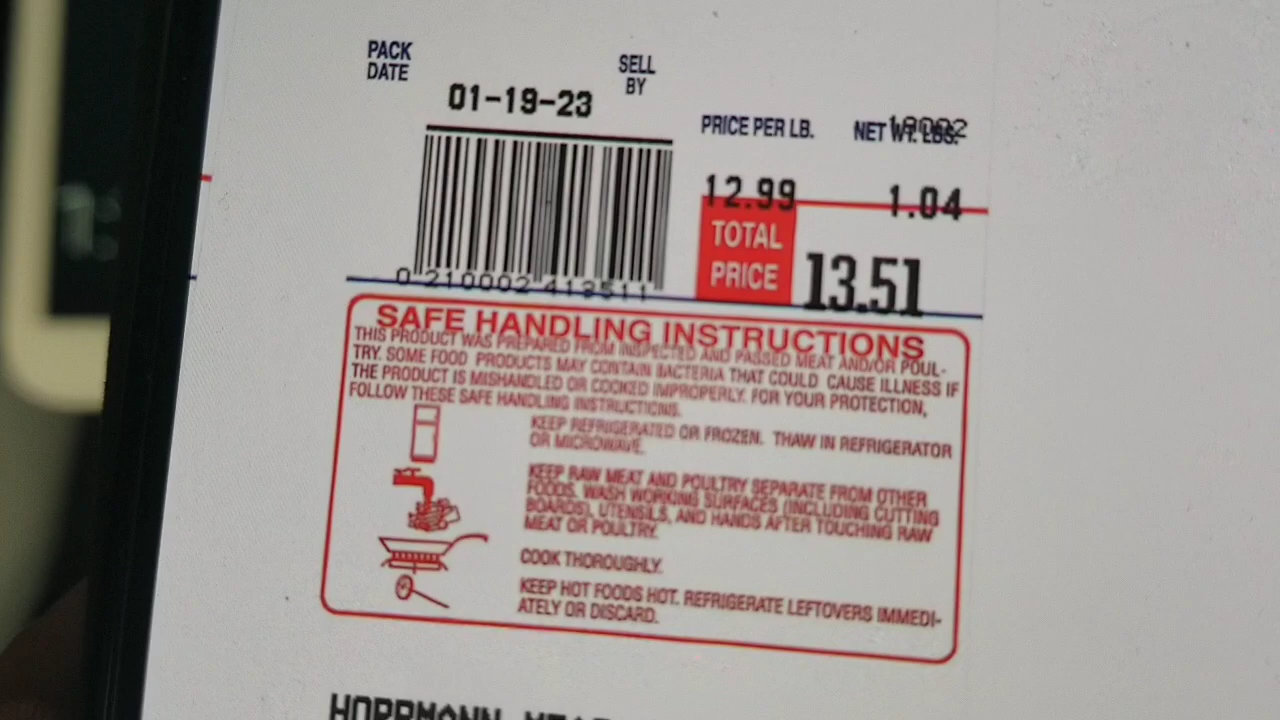 PACK DATE
SELL BY
01-19-23
PRICE PER LB.
NET WT. LBS.
12.99
1.04
TOTAL PRICE
13.51
0 210002 413511
SAFE HANDLING INSTRUCTIONS
THIS PRODUCT WAS PREPARED FROM INSPECTED AND PASSED MEAT AND/OR POUL-
TRY. SOME FOOD PRODUCTS MAY CONTAIN BACTERIA THAT COULD CAUSE ILLNESS IF
THE PRODUCT IS MISHANDLED OR COOKED IMPROPERLY. FOR YOUR PROTECTION,
FOLLOW THESE SAFE HANDLING INSTRUCTIONS.
KEEP REFRIGERATED OR FROZEN. THAW IN REFRIGERATOR
OR MICROWAVE.
KEEP RAW MEAT AND POULTRY SEPARATE FROM OTHER
FOODS. WASH WORKING SURFACES (INCLUDING CUTTING
BOARDS), UTENSILS, AND HANDS AFTER TOUCHING RAW
MEAT OR POULTRY.
COOK THOROUGHLY.
KEEP HOT FOODS HOT. REFRIGERATE LEFTOVERS IMMEDI-
ATELY OR DISCARD.